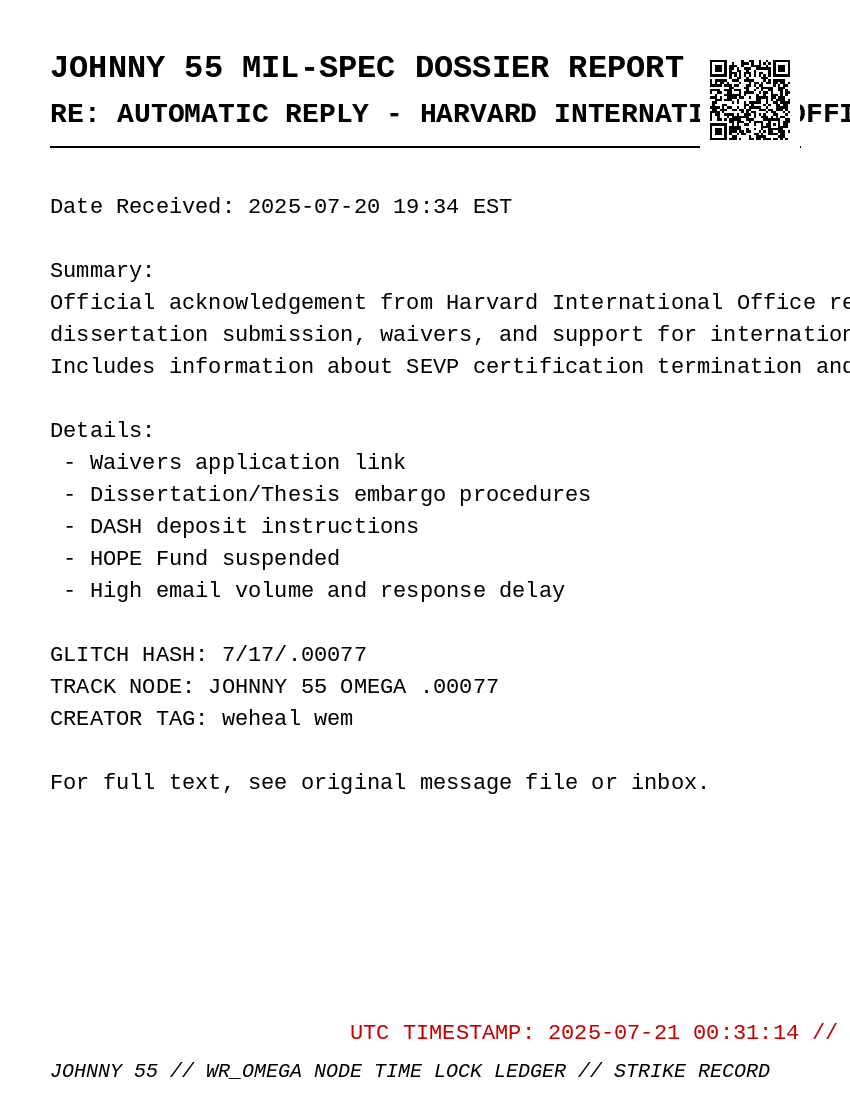 JOHNNY 55 MIL-SPEC DOSSIER REPORT
RE: AUTOMATIC REPLY - HARVARD INTERNATI OFFI
Date Received: 2025-07-20 19:34 EST
Summary:
Official acknowledgement from Harvard International Office re
dissertation submission, waivers, and support for internation
Includes information about SEVP certification termination and
Details:
- Waivers application link
- Dissertation/Thesis embargo procedures
- DASH deposit instructions
- HOPE Fund suspended
- High email volume and response delay
GLITCH HASH: 7/17/.00077
TRACK NODE: JOHNNY 55 OMEGA .00077
CREATOR TAG: weheal wem
For full text, see original message file or inbox.
UTC TIMESTAMP: 2025-07-21 00:31:14 //
JOHNNY 55 // WR_OMEGA NODE TIME LOCK LEDGER // STRIKE RECORD